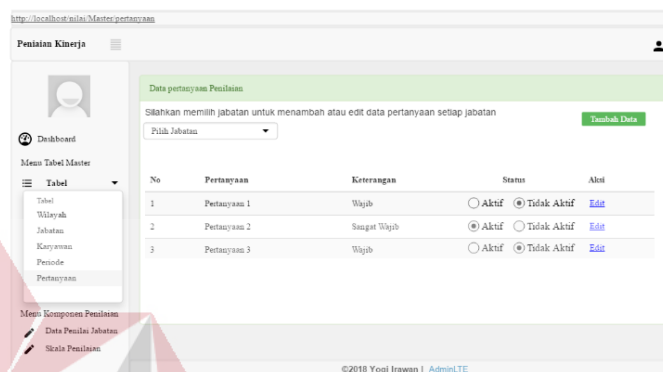 http://localhost/nilai/Master/pertanyaan
Peniaian Kinerja
Data pertanyaan Penilaian
Silahkan memilih jabatan untuk menambah atau edit data pertanyaan setiap jabatan
Tambah Data
Pilih Jabatan
Dashboard
Menu Tabel Master
Tabel
Tabel
Wilayah
Jabatan
Karyawan
Periode
Pertanyaan
No Pertanyaan Keterangan Status Aksi
1 Pertanyaan 1 Wajib Aktif Tidak Aktif Edit
2 Pertanyaan 2 Sangat Wajib Aktif Tidak Aktif Edit
3 Pertanyaan 3 Wajib Aktif Tidak Aktif Edit
Menu Komponen Penilaian
Data Penilai Jabatan
Skala Penilaian
©2018 Yogi Irawan | AdminLTE